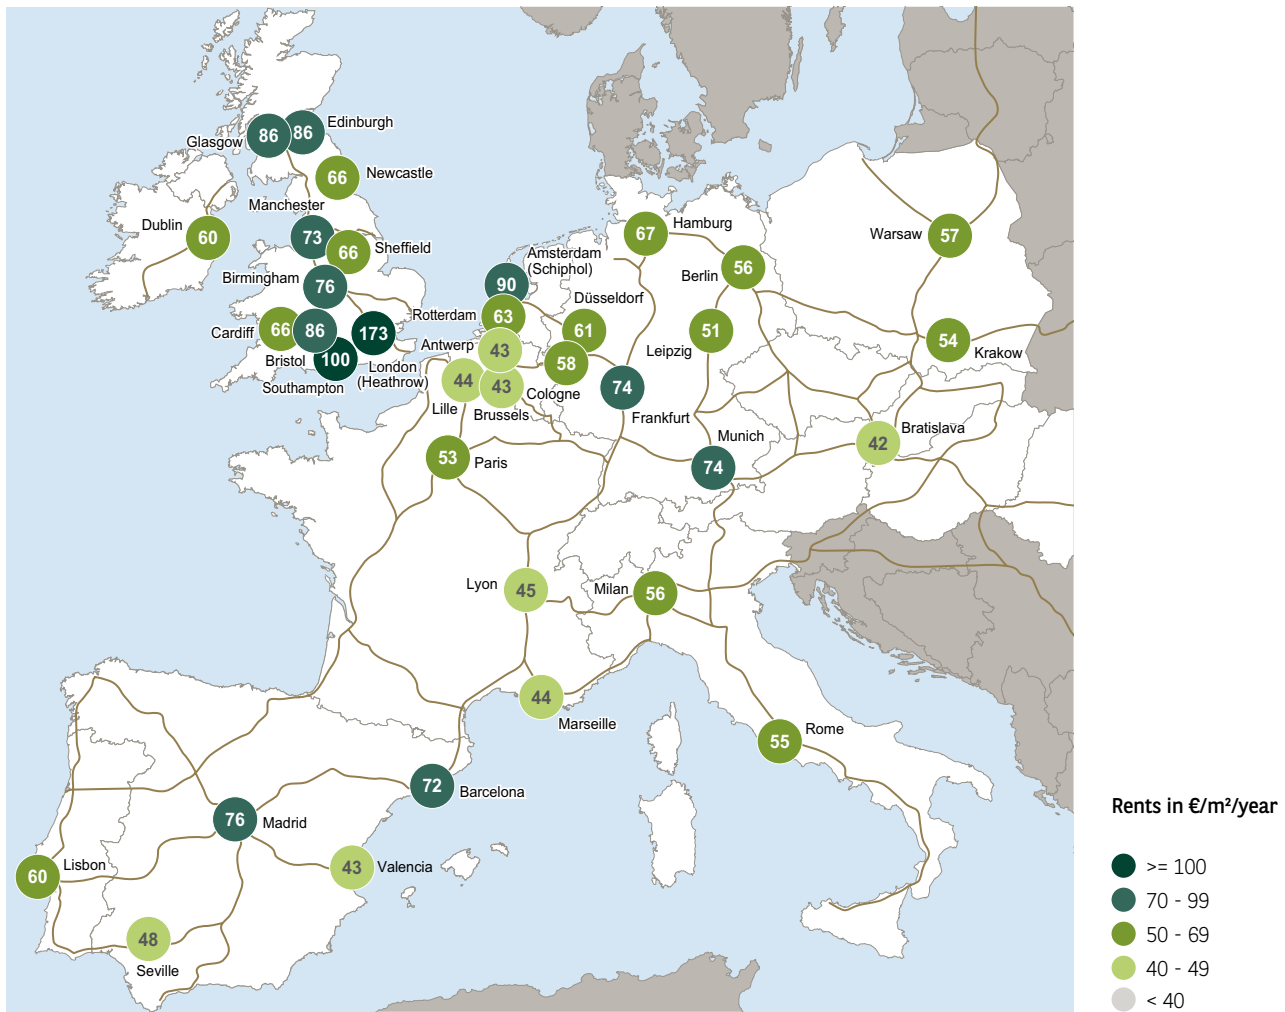 86
86
Edinburgh
Glasgow
66
Newcastle
Manchester
Dublin
60
73
66
Sheffield
Birmingham
76
Cardiff
66
86
173
Bristol
100
London
(Heathrow)
Southampton
Amsterdam
(Schiphol)
90
Rotterdam
63
Düsseldorf
61
Antwerp
43
58
Cologne
44
43
Lille
Brussels
67
Hamburg
Berlin
56
51
Leipzig
74
Frankfurt
Munich
74
Warsaw
57
54
Krakow
Bratislava
42
53
Paris
Lyon
45
Milan
56
44
Marseille
55
Rome
72
Barcelona
76
Madrid
43
Valencia
Lisbon
60
48
Seville
Rents in €/m²/year
>= 100
70 - 99
50 - 69
40 - 49
< 40